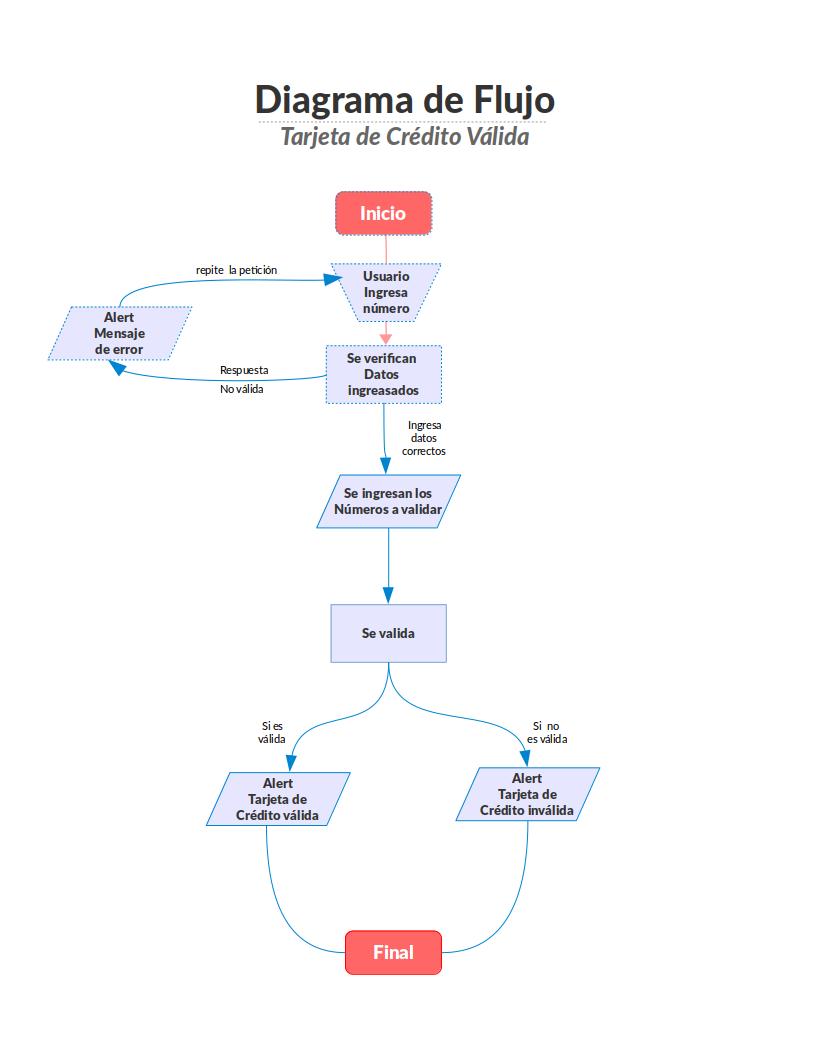 Diagrama de Flujo
Tarjeta de Crédito Válida
Inicio
repite la petición
Usuario
Ingresa
número
Alert
Mensaje
de error
Se verifican
Datos
ingreasados
Respuesta
No válida
Ingresa
datos
correctos
Se ingresan los
Números a validar
Se valida
Si es
válida
Si no
es válida
Alert
Tarjeta de
Crédito válida
Alert
Tarjeta de
Crédito inválida
Final